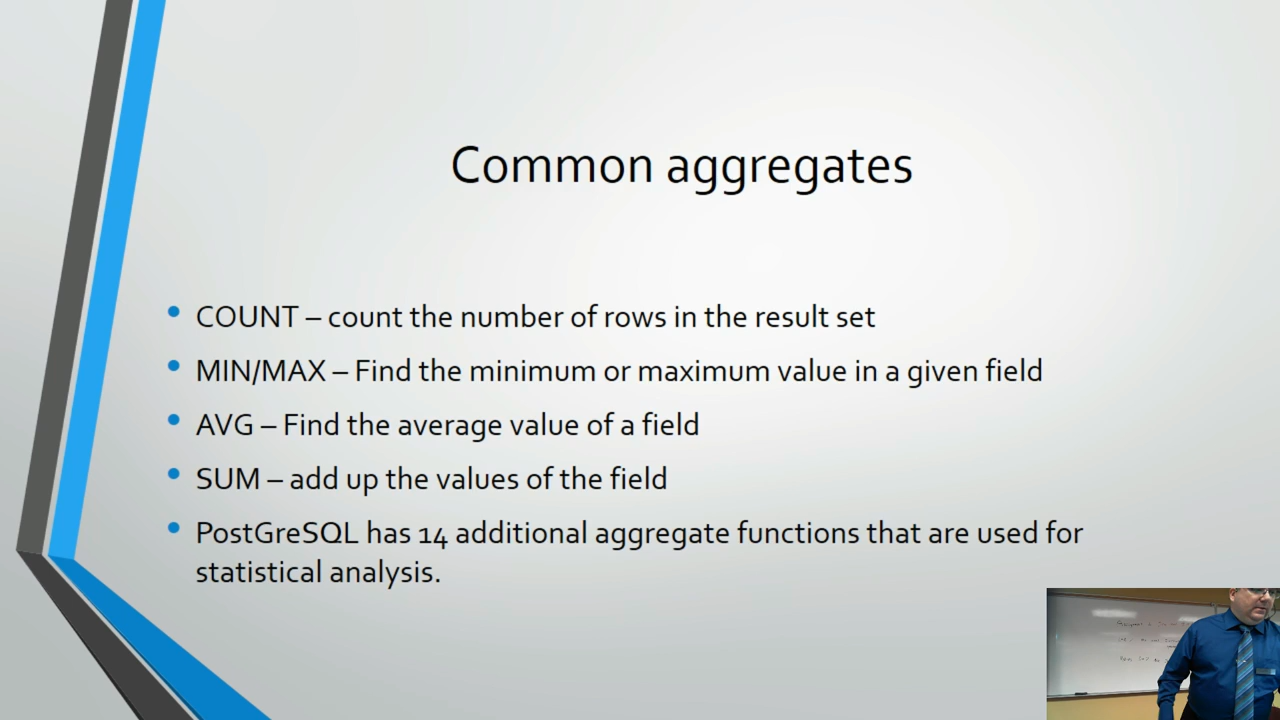 Common aggregates
• COUNT – count the number of rows in the result set
• MIN/MAX – Find the minimum or maximum value in a given field
• AVG – Find the average value of a field
• SUM – add up the values of the field
• PostGreSQL has 14 additional aggregate functions that are used for
statistical analysis.